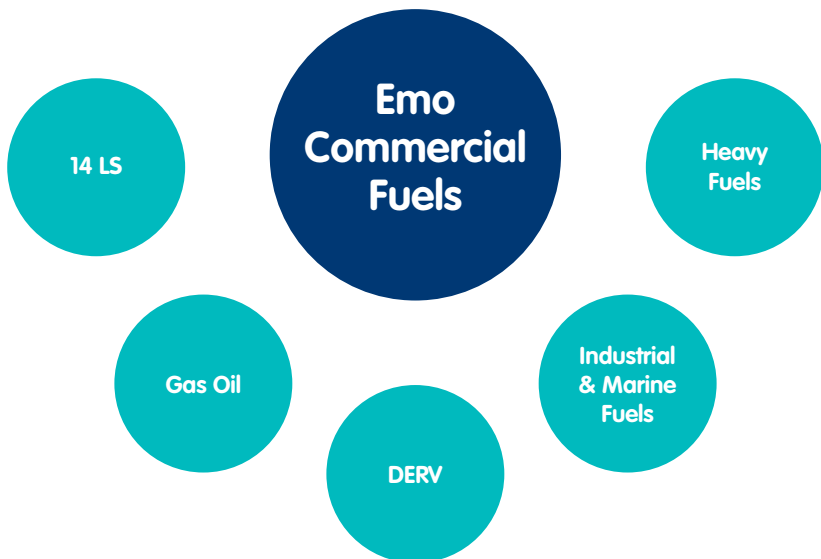 Emo
Commercial
Fuels
14 LS
Heavy
Fuels
Gas Oil
Industrial
& Marine
Fuels
DERV